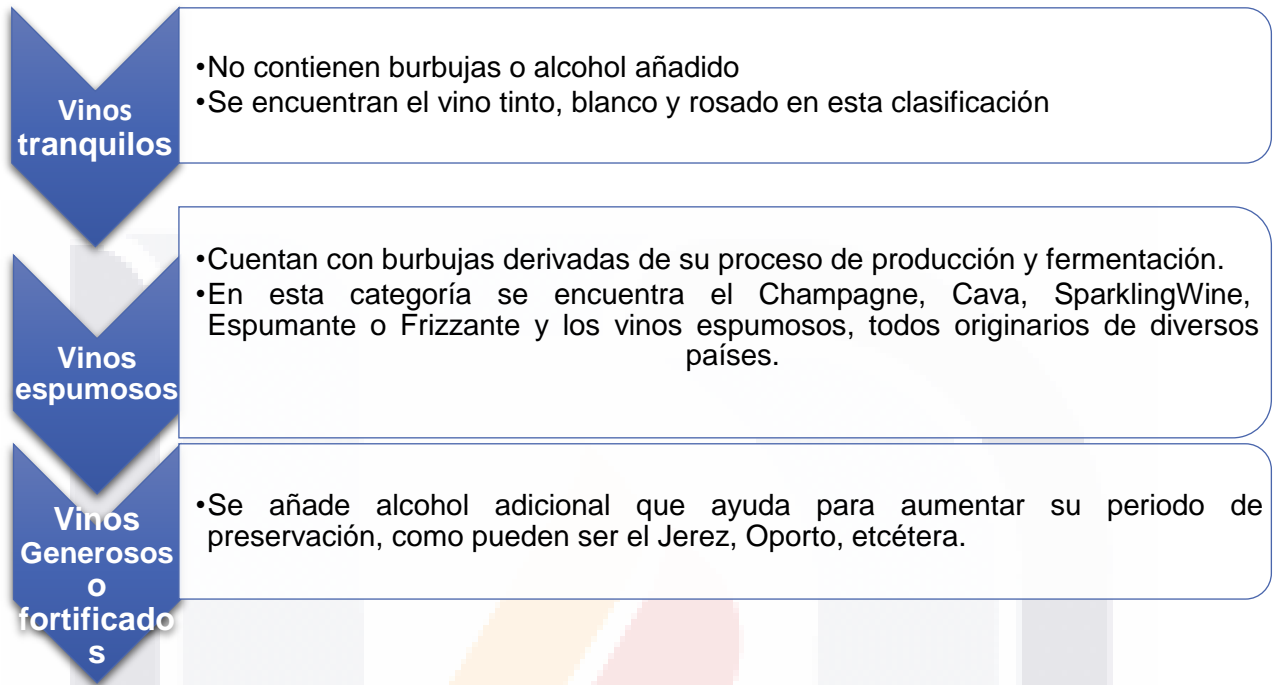 Vinos
tranquilos
•No contienen burbujas o alcohol añadido
•Se encuentran el vino tinto, blanco y rosado en esta clasificación
Vinos
espumosos
•Cuentan con burbujas derivadas de su proceso de producción y fermentación.
•En esta categoría se encuentra el Champagne, Cava, SparklingWine,
Espumante o Frizzante y los vinos espumosos, todos originarios de diversos
países.
Vinos
Generosos
o
fortificado
s
•Se añade alcohol adicional que ayuda para aumentar su periodo de
preservación, como pueden ser el Jerez, Oporto, etcétera.